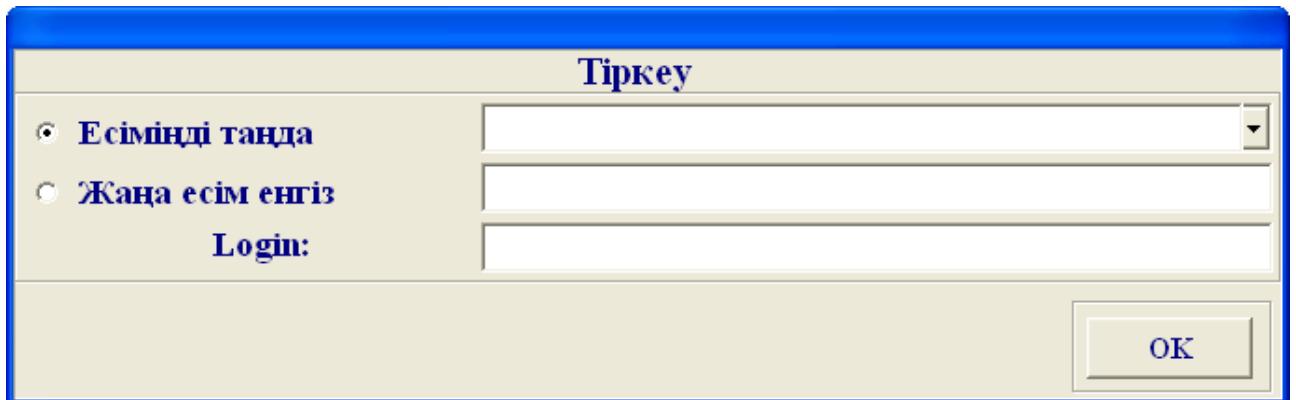 Тіркеу
Есіміңді таңда
Жаңа есім енгіз
Login:
OK